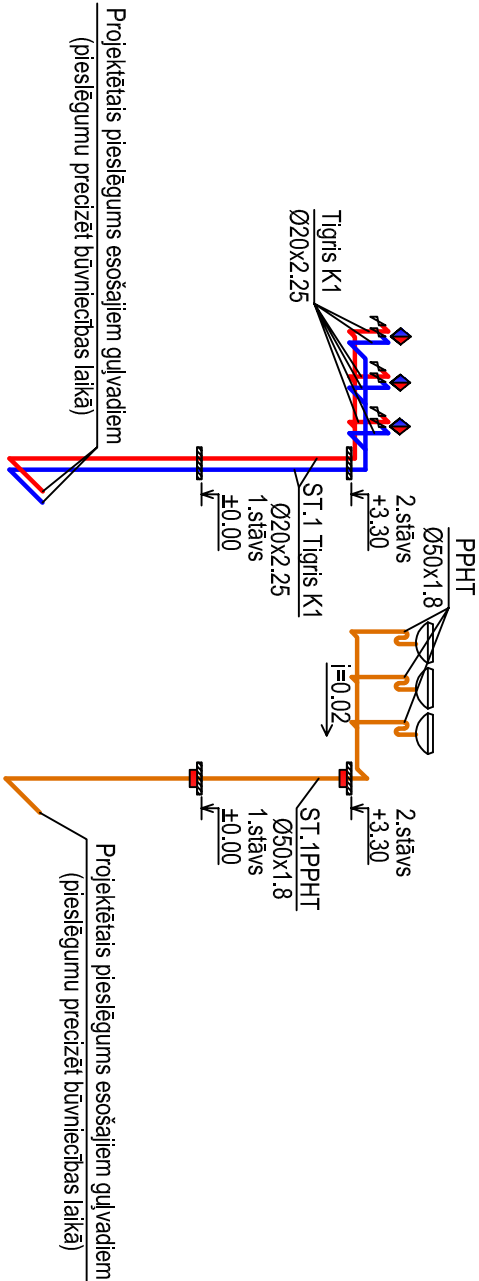 Tigris K1
Ø20x2.25
2.stāvs
+3.30
ST.1 Tigris K1
Ø20x2.25
1.stāvs
±0.00
Projektētais pieslēgums esošajiem guļvadiem
(pieslēgumu precizēt būvniecības laikā)
PPHT
Ø50x1.8
i=0.02
2.stāvs
+3.30
ST.1PPHT
Ø50x1.8
1.stāvs
±0.00
Projektētais pieslēgums esošajiem guļvadiem
(pieslēgumu precizēt būvniecības laikā)